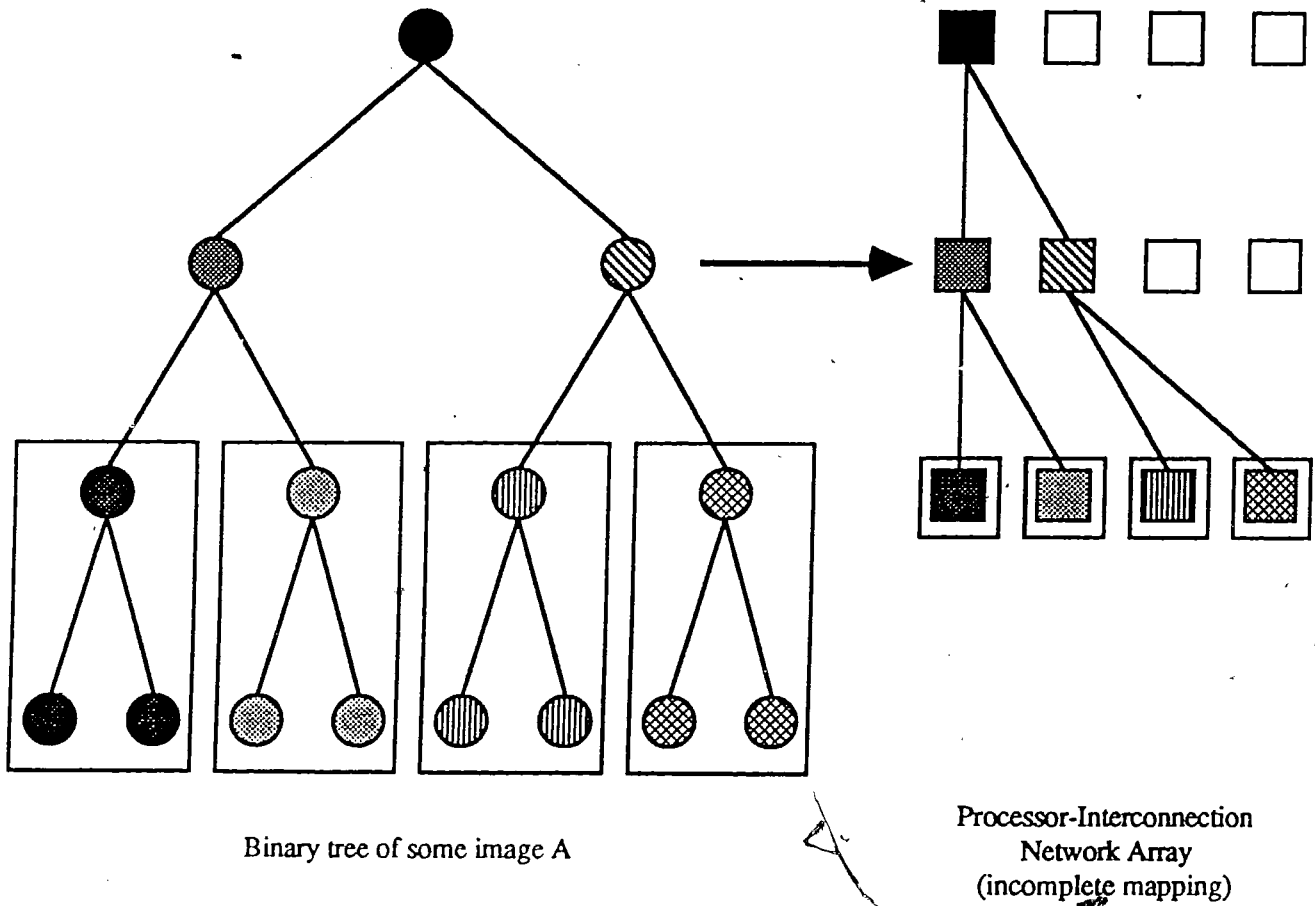 Binary tree of some image A
Processor-Interconnection
Network Array
(incomplete mapping)